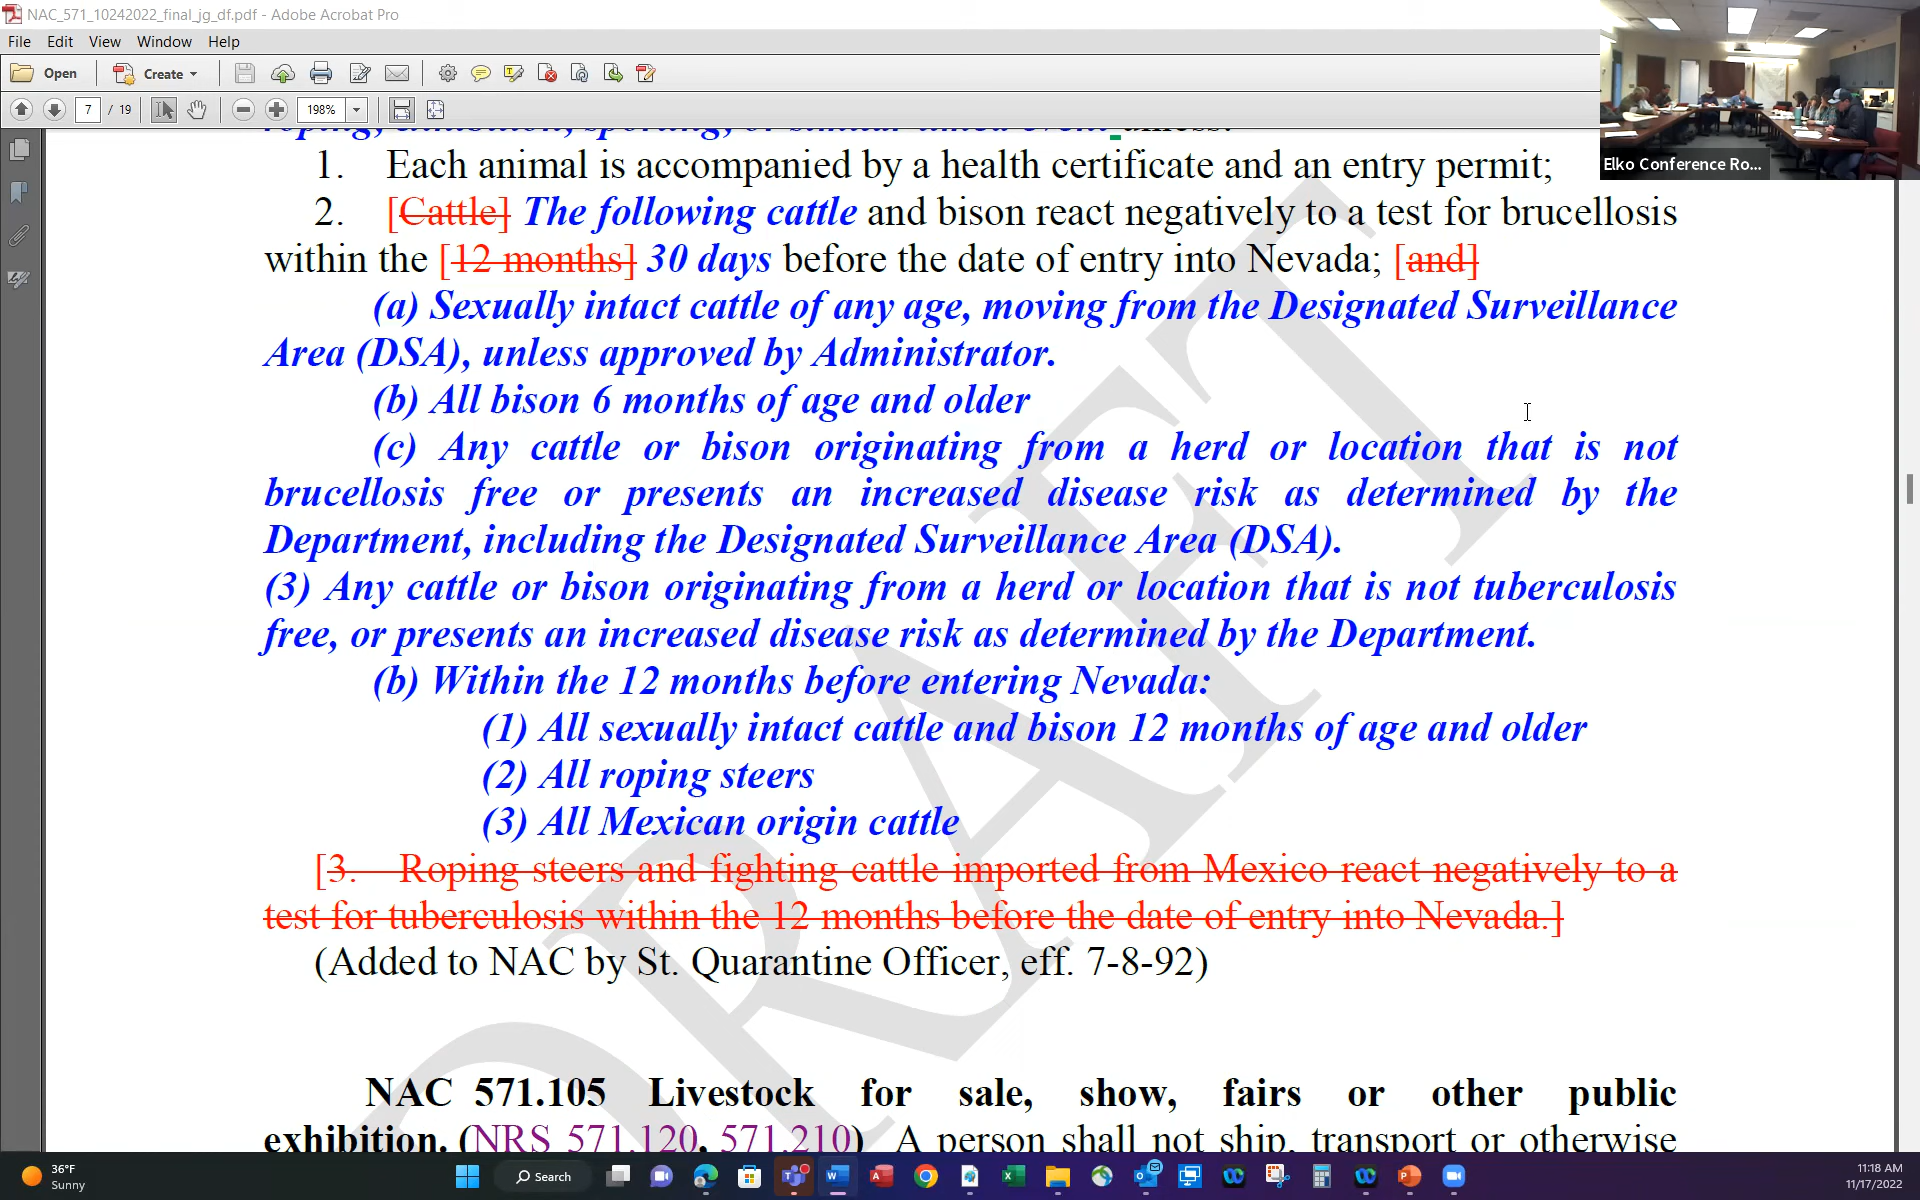 NAC_571_10242022_final_jg_df.pdf - Adobe Acrobat Pro
File Edit View Window Help
Open Create
7 / 19 198%
Elko Conference Ro...
roping, exhibition, sporting, or similar timed event unless:
1. Each animal is accompanied by a health certificate and an entry permit;
2. [Cattle] The following cattle and bison react negatively to a test for brucellosis
within the [12 months] 30 days before the date of entry into Nevada; [and]
(a) Sexually intact cattle of any age, moving from the Designated Surveillance
Area (DSA), unless approved by Administrator.
(b) All bison 6 months of age and older
(c) Any cattle or bison originating from a herd or location that is not
brucellosis free or presents an increased disease risk as determined by the
Department, including the Designated Surveillance Area (DSA).
(3) Any cattle or bison originating from a herd or location that is not tuberculosis
free, or presents an increased disease risk as determined by the Department.
(b) Within the 12 months before entering Nevada:
(1) All sexually intact cattle and bison 12 months of age and older
(2) All roping steers
(3) All Mexican origin cattle
[3. Roping steers and fighting cattle imported from Mexico react negatively to a
test for tuberculosis within the 12 months before the date of entry into Nevada.]
(Added to NAC by St. Quarantine Officer, eff. 7-8-92)
NAC 571.105 Livestock for sale, show, fairs or other public
exhibition. (NRS 571.120, 571.210) A person shall not ship, transport or otherwise
DRAFT
36°F
Sunny
Search
11:18 AM
11/17/2022